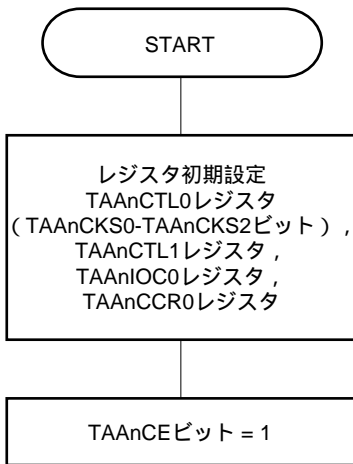 START
レジスタ初期設定
TAAnCTL0レジスタ
（TAAnCKS0-TAAnCKS2ビット），
TAAnCTL1レジスタ，
TAAnIOC0レジスタ，
TAAnCCR0レジスタ
TAAnCEビット = 1